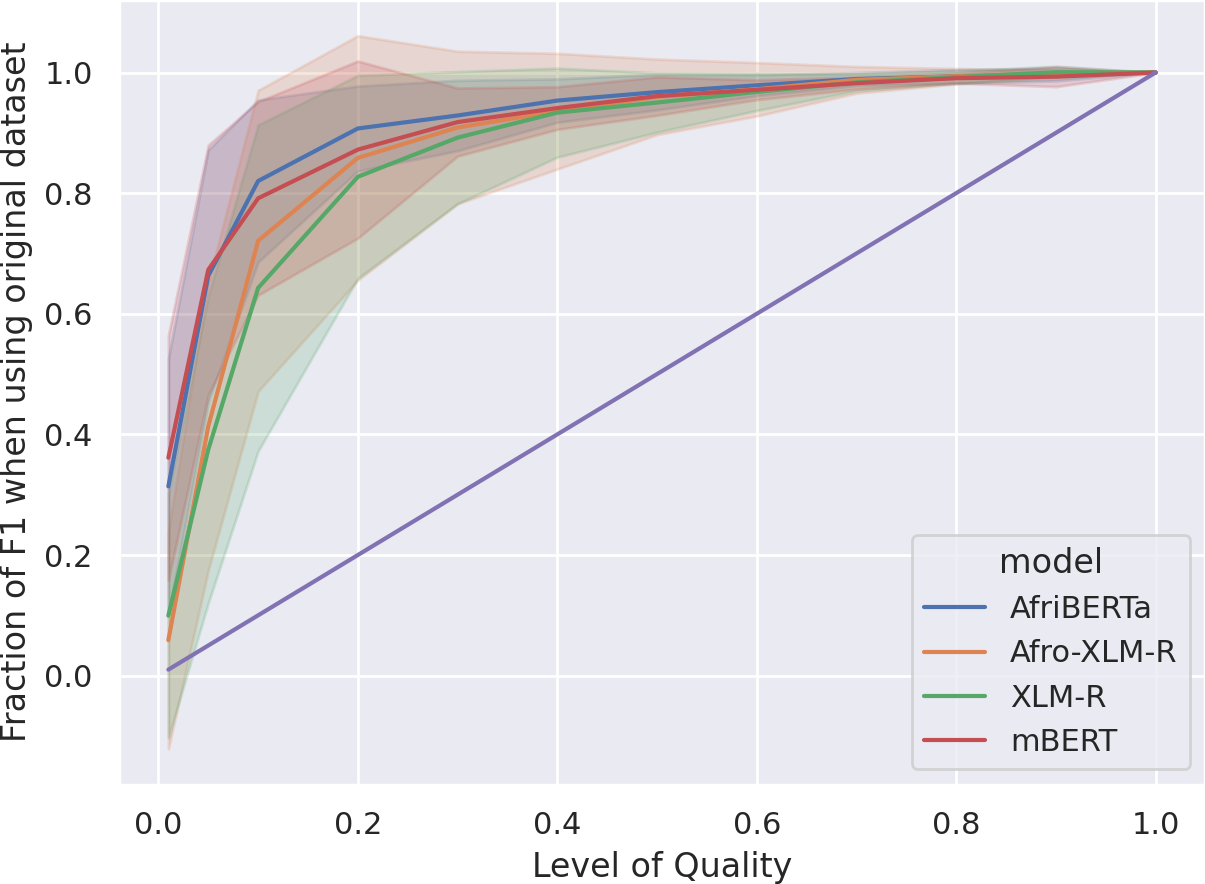 Fraction of F1 when using original dataset
1.0
0.8
0.6
0.4
0.2
0.0
0.0 0.2 0.4 0.6 0.8 1.0
Level of Quality
model
AfriBERTa
Afro-XLM-R
XLM-R
mBERT